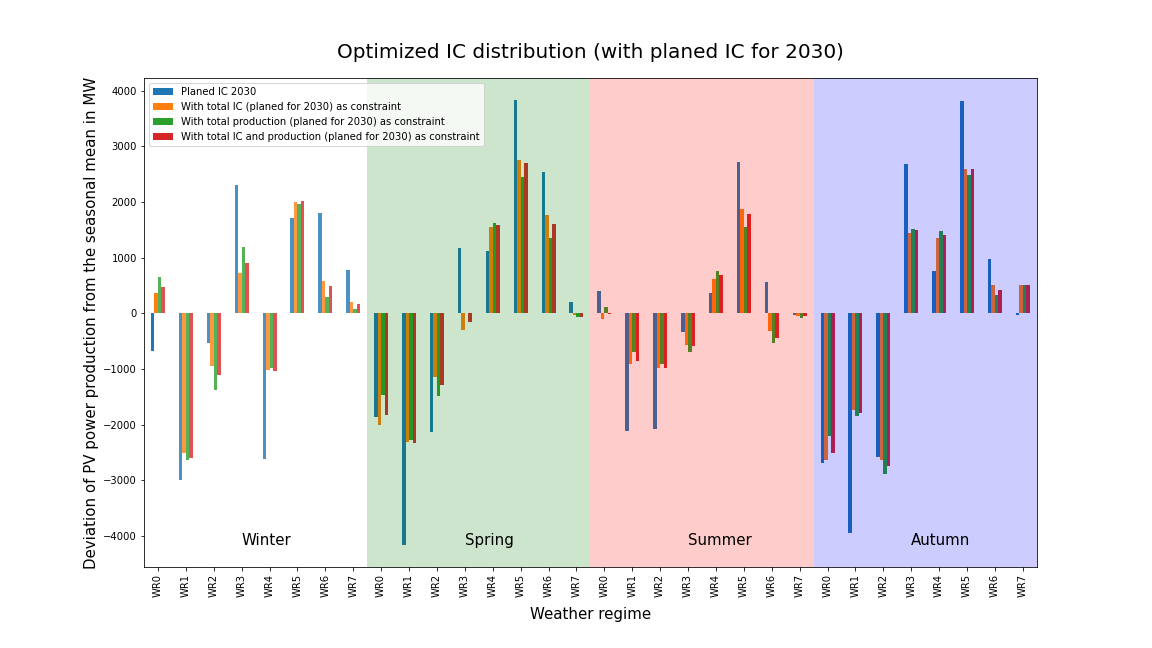 Optimized IC distribution (with planed IC for 2030)
Deviation of PV power production from the seasonal mean in MW
4000
3000
2000
1000
0
−1000
−2000
−3000
−4000
Planed IC 2030
With total IC (planed for 2030) as constraint
With total production (planed for 2030) as constraint
With total IC and production (planed for 2030) as constraint
Winter Spring Summer Autumn
WR0 WR1 WR2 WR3 WR4 WR5 WR6 WR7 WR0 WR1 WR2 WR3 WR4 WR5 WR6 WR7 WR0 WR1 WR2 WR3 WR4 WR5 WR6 WR7 WR0 WR1 WR2 WR3 WR4 WR5 WR6 WR7
Weather regime